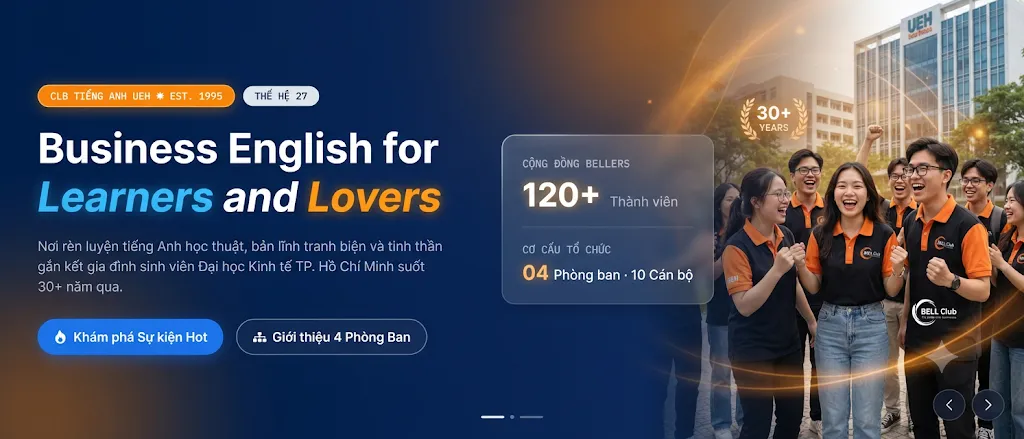 CLB TIẾNG ANH UEH ✸ EST. 1995
THẾ HỆ 27
Business English for
Learners and Lovers
Nơi rèn luyện tiếng Anh học thuật, bản lĩnh tranh biện và tinh thần
gắn kết gia đình sinh viên Đại học Kinh tế TP. Hồ Chí Minh suốt
30+ năm qua.
Khám phá Sự kiện Hot
Giới thiệu 4 Phòng Ban
CỘNG ĐỒNG BELLERS
120+ Thành viên
CƠ CẤU TỔ CHỨC
04 Phòng ban · 10 Cán bộ
30+
YEARS
UEH
BELL Club
BELL Club